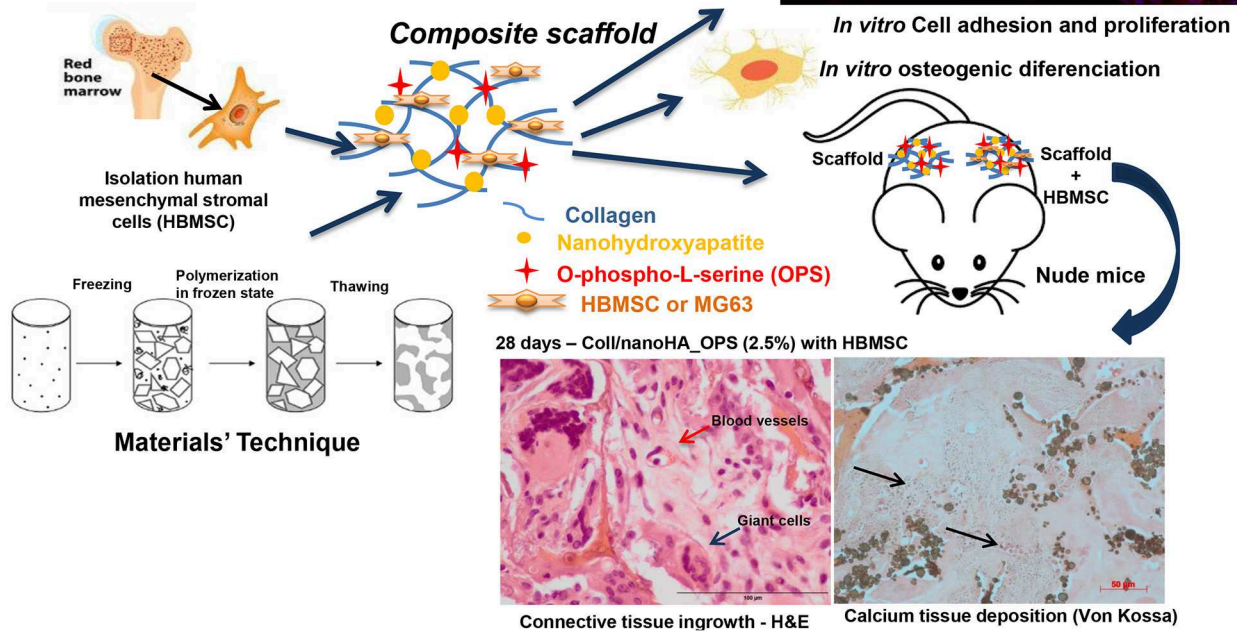 Composite scaffold
In vitro Cell adhesion and proliferation
In vitro osteogenic diferenciation
Red
bone
marrow
Isolation human
mesenchymal stromal
cells (HBMSC)
Scaffold
Scaffold
+
HBMSC
Nude mice
Collagen
Nanohydroxyapatite
O-phospho-L-serine (OPS)
HBMSC or MG63
Freezing
Polymerization
in frozen state
Thawing
Materials’ Technique
28 days – Coll/nanoHA_OPS (2.5%) with HBMSC
Blood vessels
Giant cells
100 µm
50 µm
Connective tissue ingrowth - H&E
Calcium tissue deposition (Von Kossa)